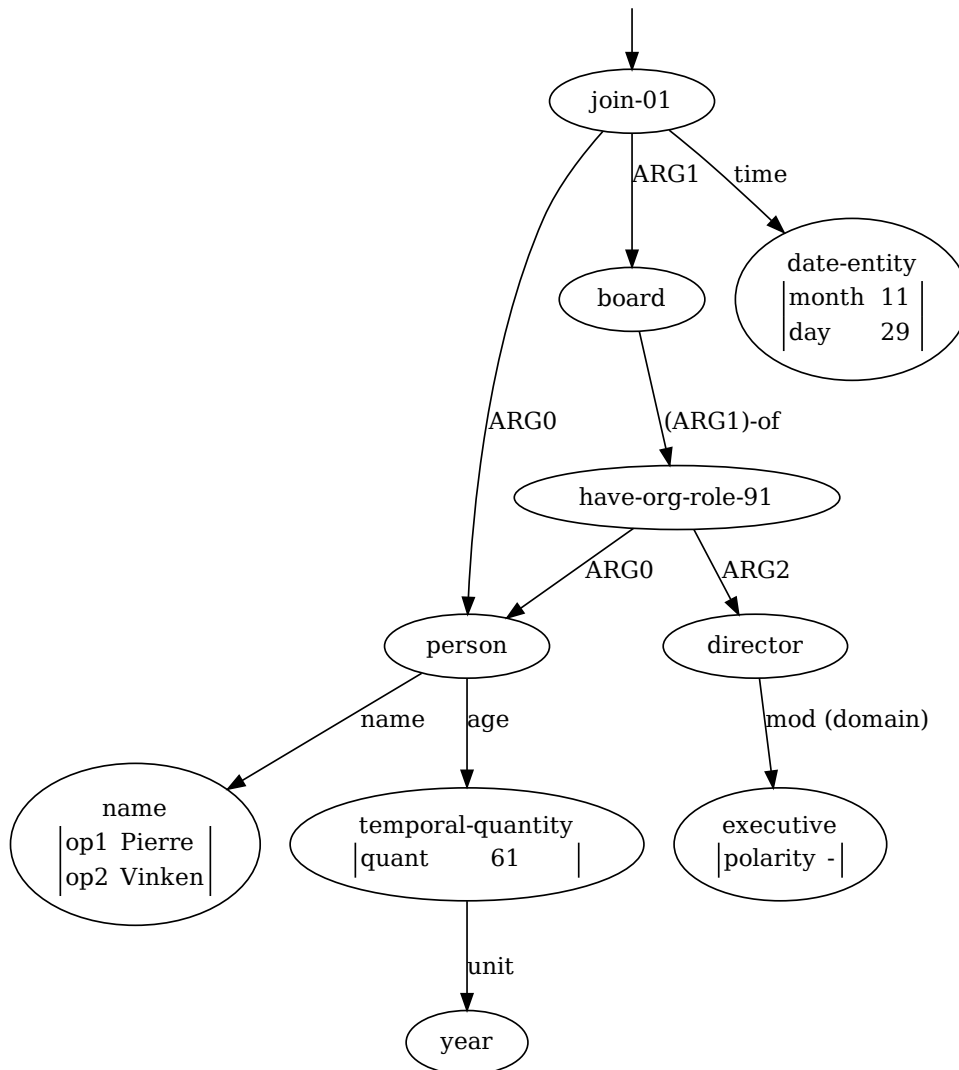 join-01
ARG1
time
date-entity
month 11
day 29
board
ARG0
(ARG1)-of
have-org-role-91
ARG0
ARG2
person
director
name
age
mod (domain)
name
op1 Pierre
op2 Vinken
temporal-quantity
quant 61
executive
polarity -
unit
year